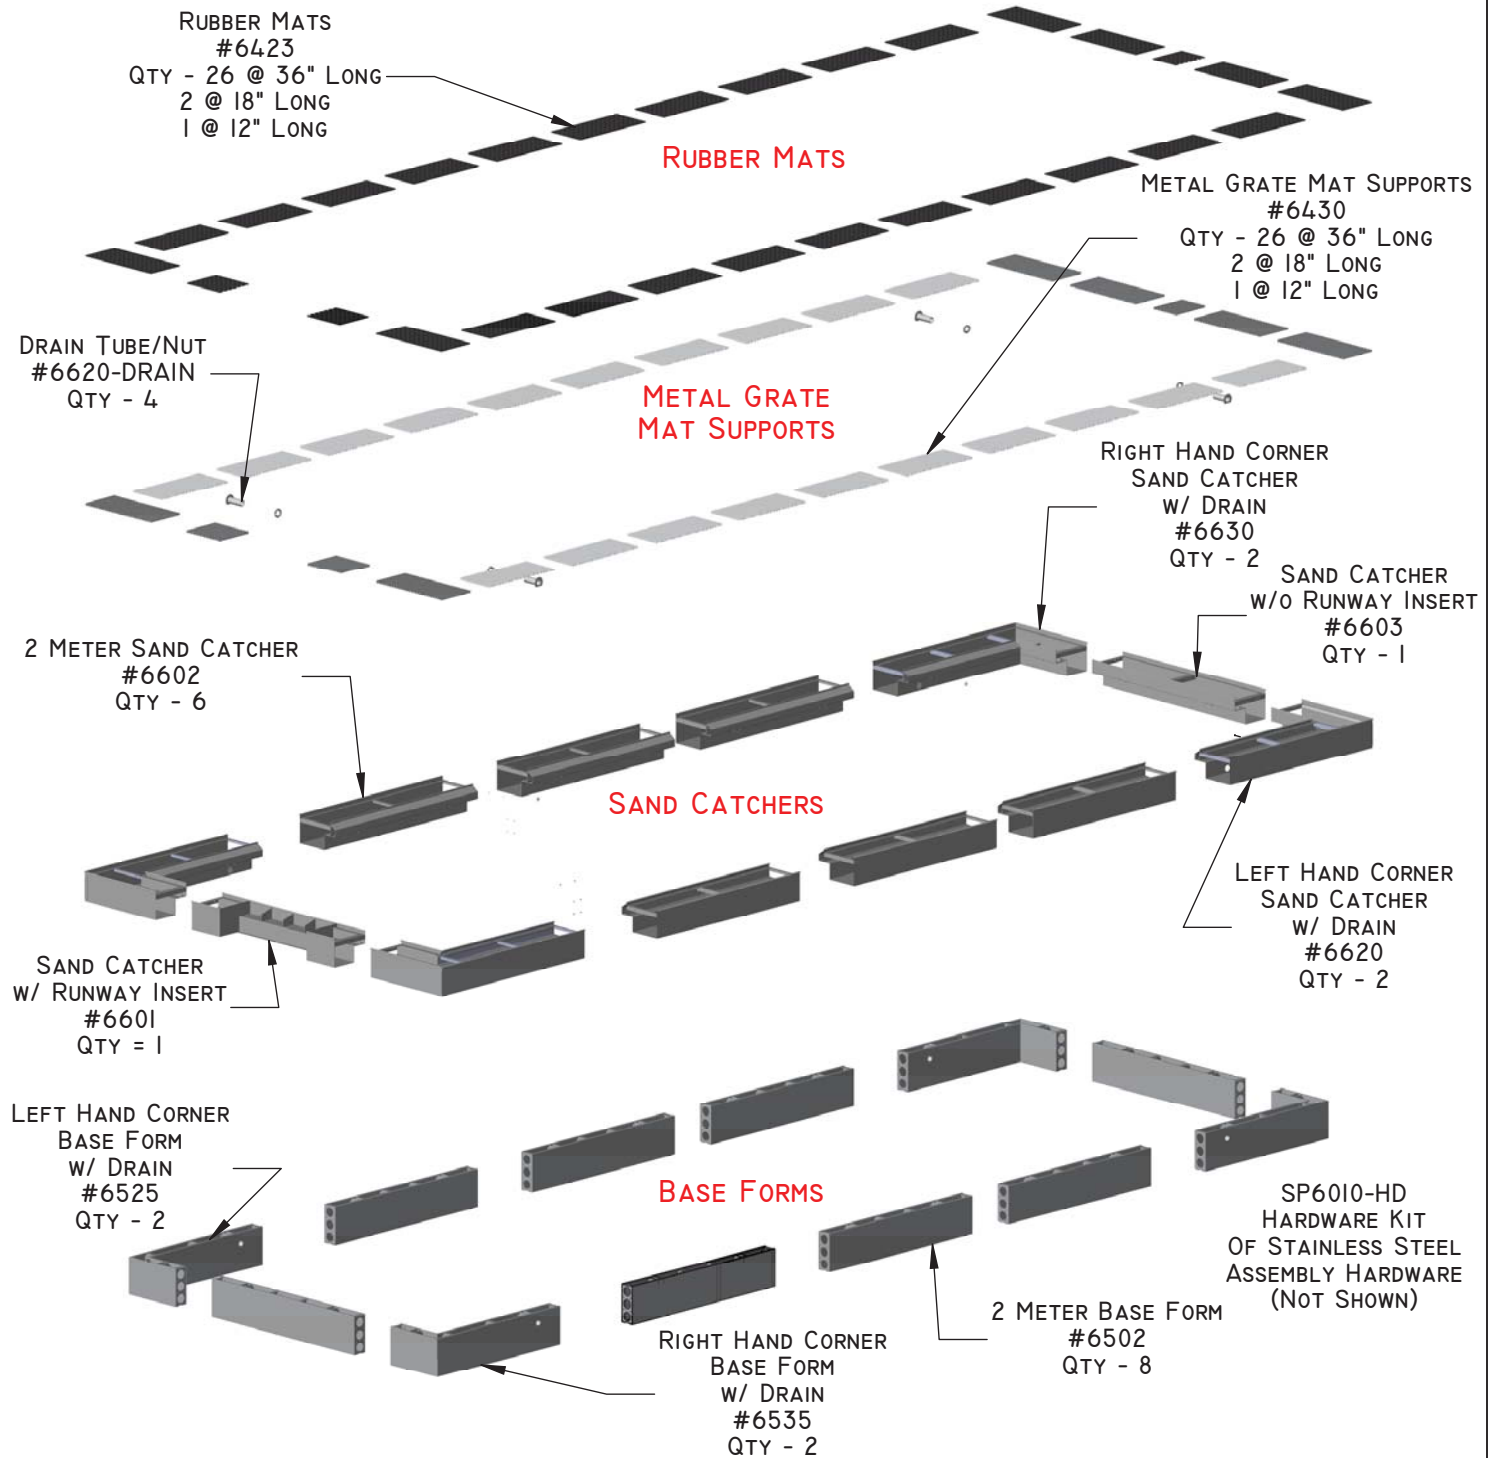 RUBBER MATS
#6423
QTY - 26 @ 36" LONG
2 @ 18" LONG
1 @ 12" LONG
RUBBER MATS
METAL GRATE MAT SUPPORTS
#6430
QTY - 26 @ 36" LONG
2 @ 18" LONG
1 @ 12" LONG
DRAIN TUBE/NUT
#6620-DRAIN
QTY - 4
METAL GRATE
MAT SUPPORTS
RIGHT HAND CORNER
SAND CATCHER
W/ DRAIN
#6630
QTY - 2
SAND CATCHER
W/O RUNWAY INSERT
#6603
QTY - 1
2 METER SAND CATCHER
#6602
QTY - 6
SAND CATCHERS
LEFT HAND CORNER
SAND CATCHER
W/ DRAIN
#6620
QTY - 2
SAND CATCHER
W/ RUNWAY INSERT
#6601
QTY = 1
LEFT HAND CORNER
BASE FORM
W/ DRAIN
#6525
QTY - 2
BASE FORMS
SP6010-HD
HARDWARE KIT
OF STAINLESS STEEL
ASSEMBLY HARDWARE
(NOT SHOWN)
2 METER BASE FORM
#6502
QTY - 8
RIGHT HAND CORNER
BASE FORM
W/ DRAIN
#6535
QTY - 2